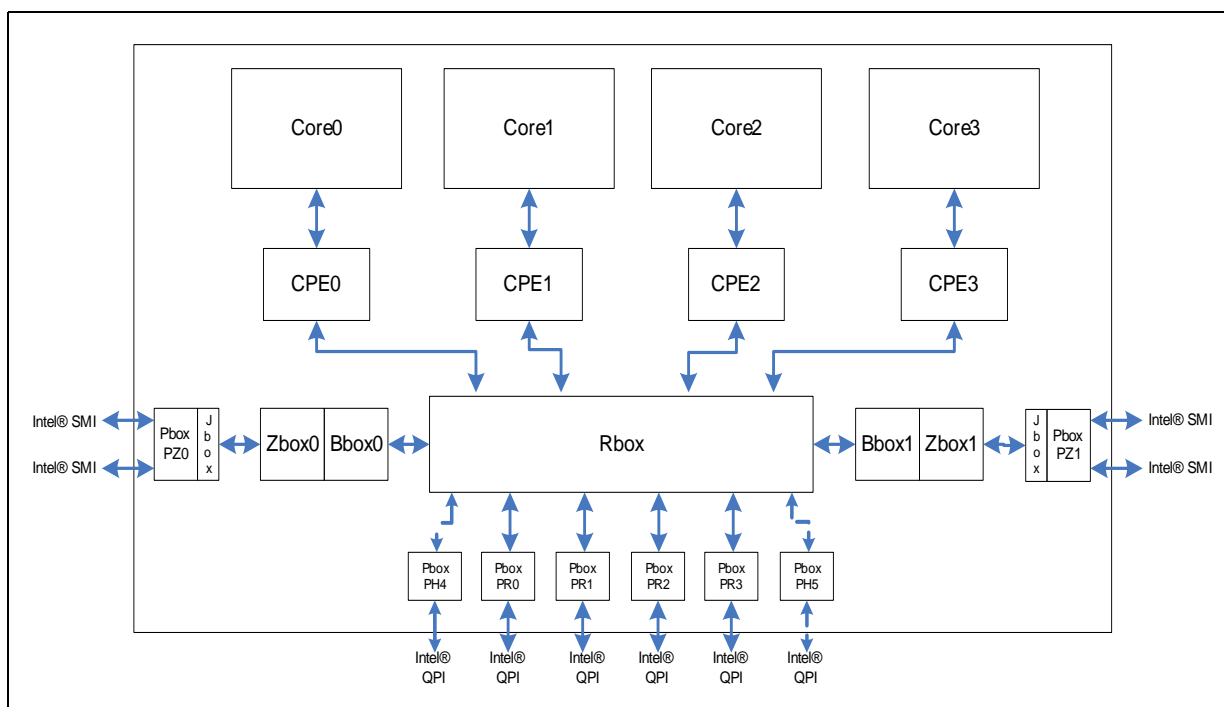 Core0
Core1
Core2
Core3
CPE0
CPE1
CPE2
CPE3
Intel® SMI
Intel® SMI
Pbox
PZ0
J
b
o
x
Zbox0
Bbox0
Rbox
Bbox1
Zbox1
J
b
o
x
Pbox
PZ1
Intel® SMI
Intel® SMI
Pbox
PH4
Pbox
PR0
Pbox
PR1
Pbox
PR2
Pbox
PR3
Pbox
PH5
Intel®
QPI
Intel®
QPI
Intel®
QPI
Intel®
QPI
Intel®
QPI
Intel®
QPI